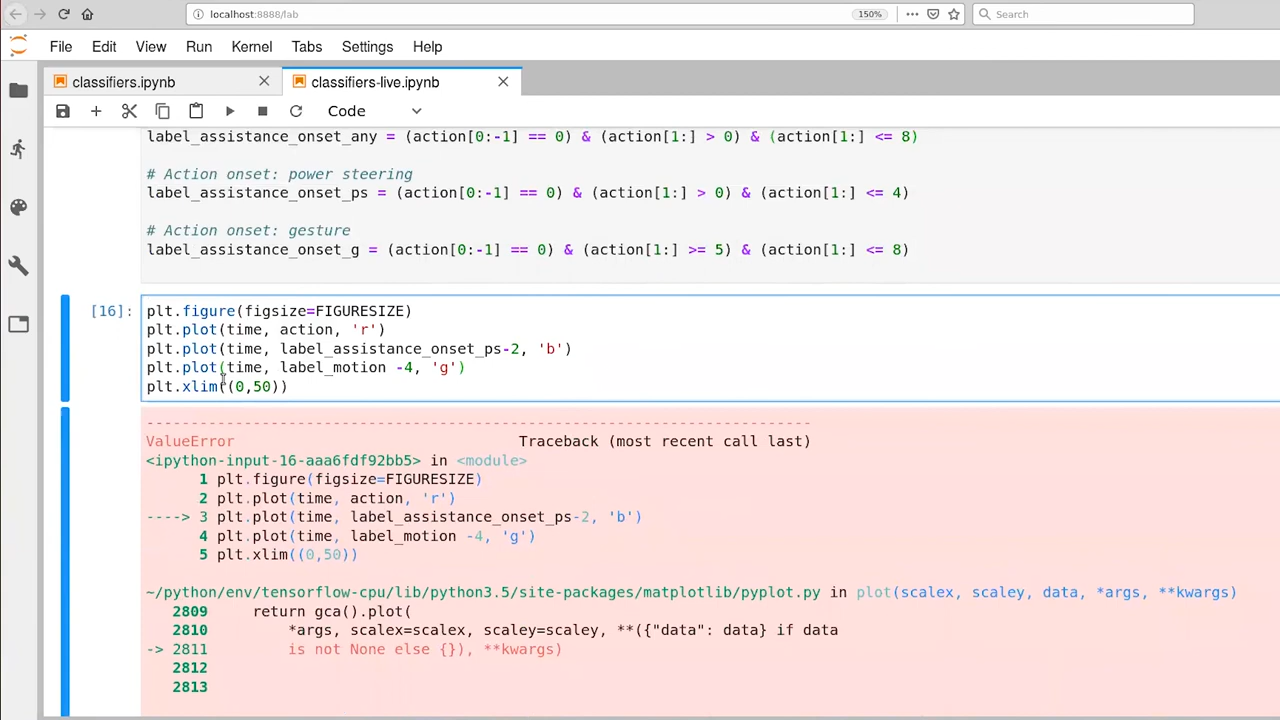 localhost:8888/lab
150%
Search
File Edit View Run Kernel Tabs Settings Help
classifiers.ipynb
classifiers-live.ipynb
Code
label_assistance_onset_any = (action[0:-1] == 0) & (action[1:] > 0) & (action[1:] <= 8)
# Action onset: power steering
label_assistance_onset_ps = (action[0:-1] == 0) & (action[1:] > 0) & (action[1:] <= 4)
# Action onset: gesture
label_assistance_onset_g = (action[0:-1] == 0) & (action[1:] >= 5) & (action[1:] <= 8)
[16]: plt.figure(figsize=FIGURESIZE)
plt.plot(time, action, 'r')
plt.plot(time, label_assistance_onset_ps-2, 'b')
plt.plot(time, label_motion -4, 'g')
plt.xlim((0,50))
---------------------------------------------------------------------------
ValueError Traceback (most recent call last)
<ipython-input-16-aaa6fdf92bb5> in <module>
1 plt.figure(figsize=FIGURESIZE)
2 plt.plot(time, action, 'r')
----> 3 plt.plot(time, label_assistance_onset_ps-2, 'b')
4 plt.plot(time, label_motion -4, 'g')
5 plt.xlim((0,50))
~/python/env/tensorflow-cpu/lib/python3.5/site-packages/matplotlib/pyplot.py in plot(scalex, scaley, data, *args, **kwargs)
2809 return gca().plot(
2810 *args, scalex=scalex, scaley=scaley, **({"data": data} if data
-> 2811 is not None else {}), **kwargs)
2812
2813